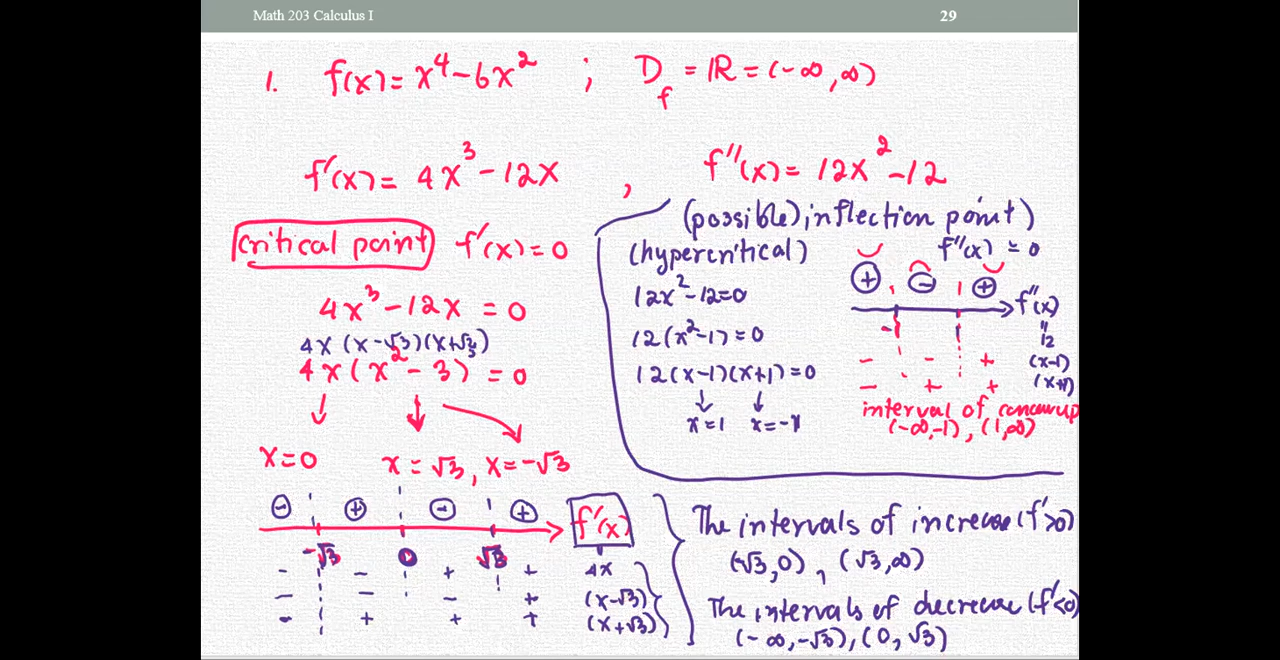 Math 203 Calculus I
29
1. f(x) = x⁴ - 6x² ; D_f = ℝ = (-∞, ∞)
f'(x) = 4x³ - 12x , f''(x) = 12x² - 12
critical point f'(x) = 0
4x³ - 12x = 0
4x (x-√3)(x+√3)
4x (x² - 3) = 0
x = 0 x = √3, x = -√3
⊖ ⊕ ⊖ ⊕ f'(x)
-√3 0 √3
- - + + 4x
- - - + (x-√3)
- + + + (x+√3)
(possible) inflection point)
(hypercritical) f''(x) = 0
12x² - 12 = 0
12(x² - 1) = 0
12(x-1)(x+1) = 0
x = 1 x = -1
⊕ ⊖ ⊕ f''(x)
-1 "
12
- - + (x-1)
- + + (x+1)
interval of concavup
(-∞, -1), (1, ∞)
The intervals of increase (f'>0)
(-√3, 0), (√3, ∞)
The intervals of decrease (f'<0)
(-∞, -√3), (0, √3)